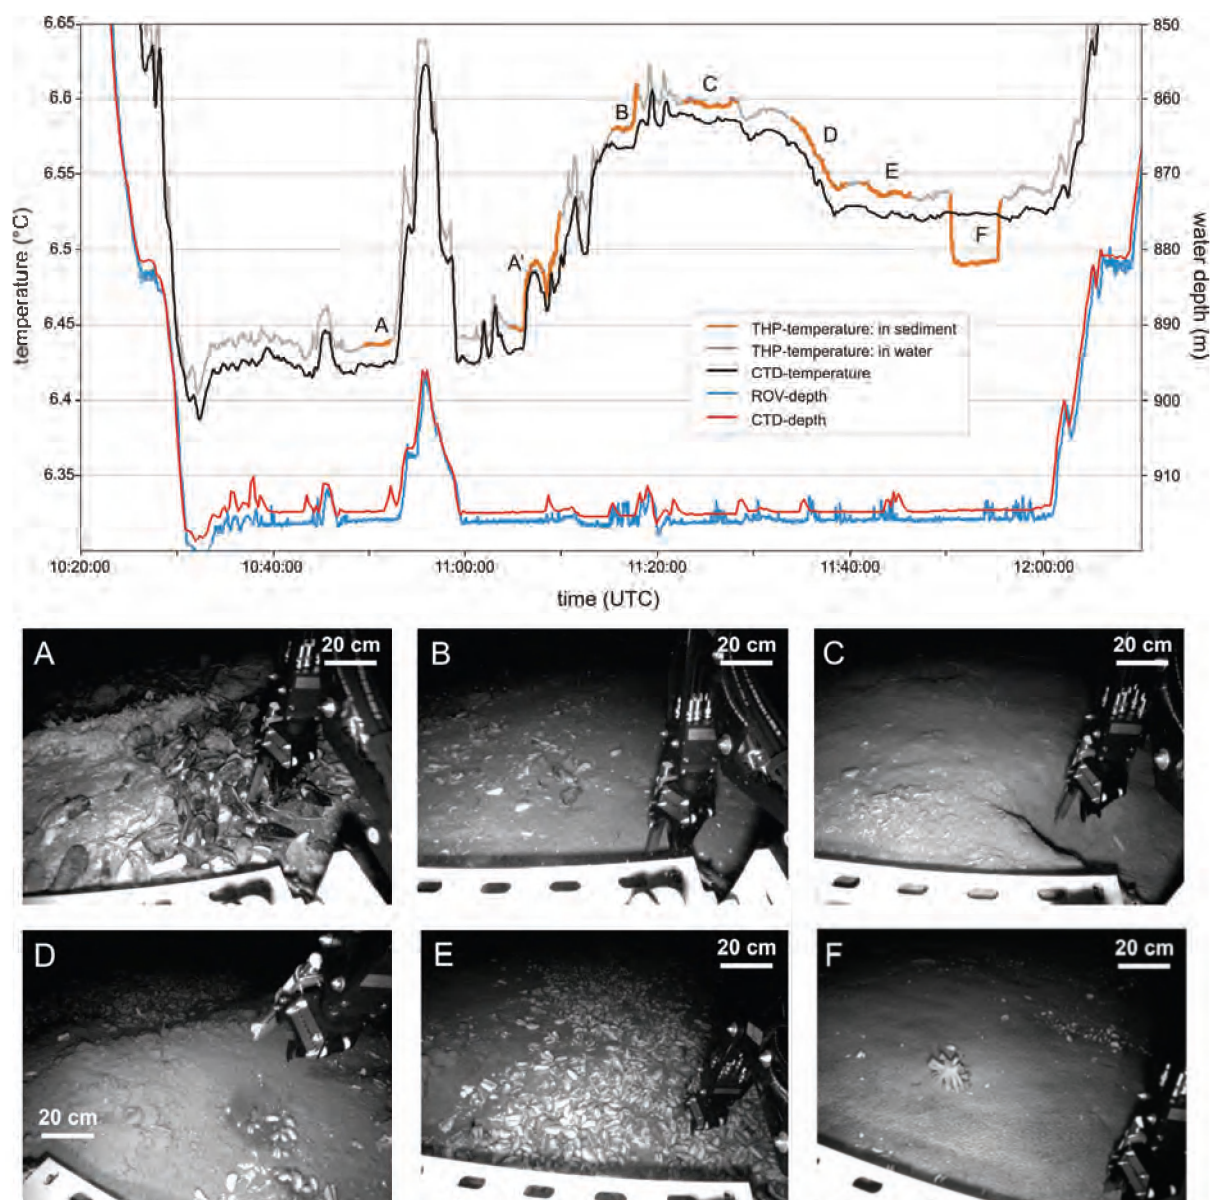 6.65
6.6
6.55
6.5
6.45
6.4
6.35
temperature (°C)
850
860
870
880
890
900
910
water depth (m)
A
A'
B
C
D
E
F
THP-temperature: in sediment
THP-temperature: in water
CTD-temperature
ROV-depth
CTD-depth
10:20:00 10:40:00 11:00:00 11:20:00 11:40:00 12:00:00
time (UTC)
A 20 cm
B 20 cm
C 20 cm
D
20 cm
E 20 cm
F 20 cm